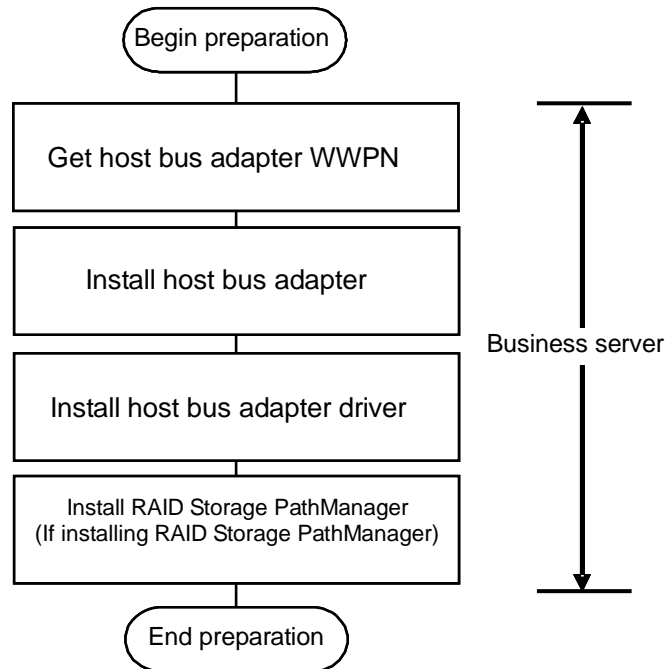 Begin preparation
Get host bus adapter WWPN
Install host bus adapter
Install host bus adapter driver
Install RAID Storage PathManager
(If installing RAID Storage PathManager)
End preparation
Business server